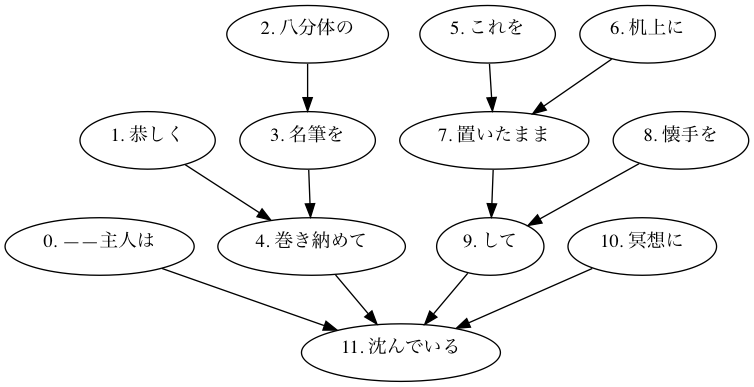 2. 八分体の
5. これを
6. 机上に
1. 恭しく
3. 名筆を
7. 置いたまま
8. 懐手を
0. ――主人は
4. 巻き納めて
9. して
10. 冥想に
11. 沈んでいる